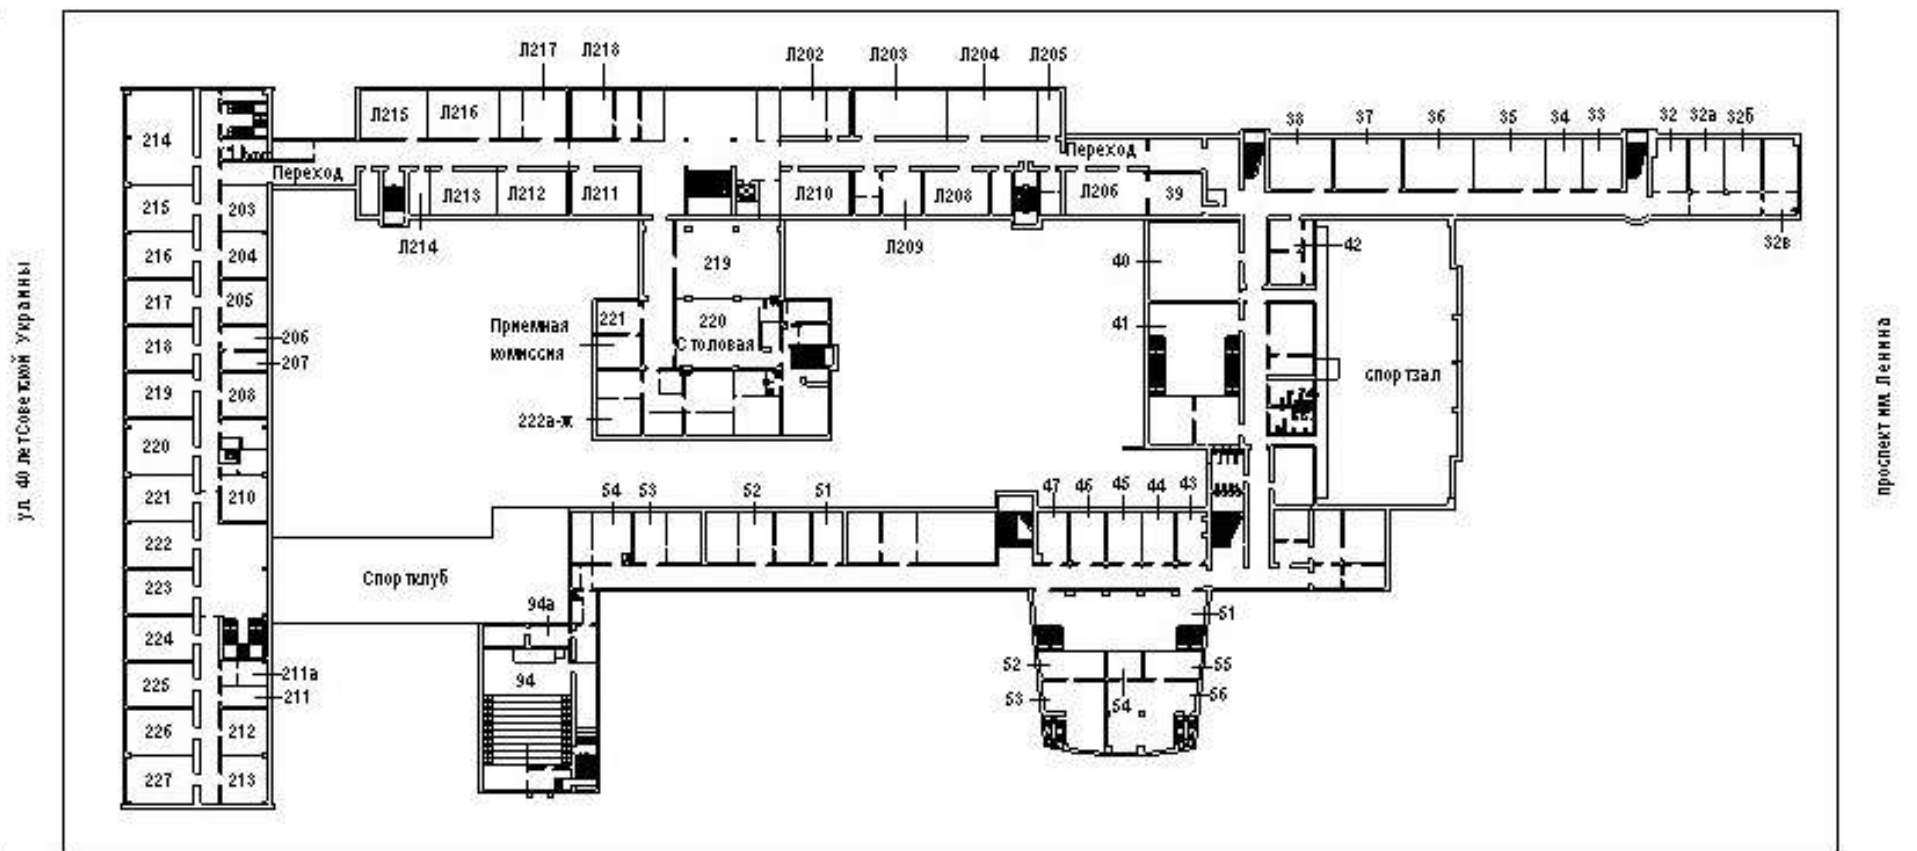 Л217 Л218 Л202 Л203 Л204 Л205
Л215 Л216
38 37 36 35 34 33 32 32а 32б
214
Переход
Переход
Л213 Л212 Л211 Л210 Л208 Л206 39
215 203
Л214 Л209 42 32в
216 204
219 40
217 205
221 220
Столовая
Приемная
комиссия
41
206
218 207
спортзал
219 208
222а-ж
220
221 210
54 53 52 51 47 46 45 44 43
222
Спортклуб
223
94а 51
224
225 211а
211
94
52 55
53 54 56
226 212
227 213
ул. 40 лет Советской Украины
проспект им. Ленина